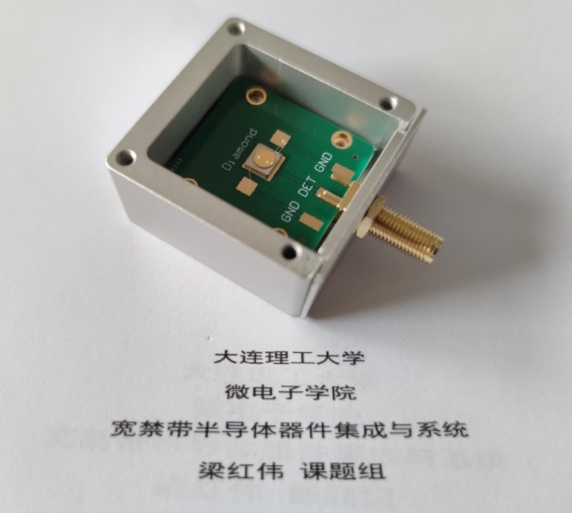 Diamond
GND DET GND
大连理工大学
微电子学院
宽禁带半导体器件集成与系统
梁红伟 课题组